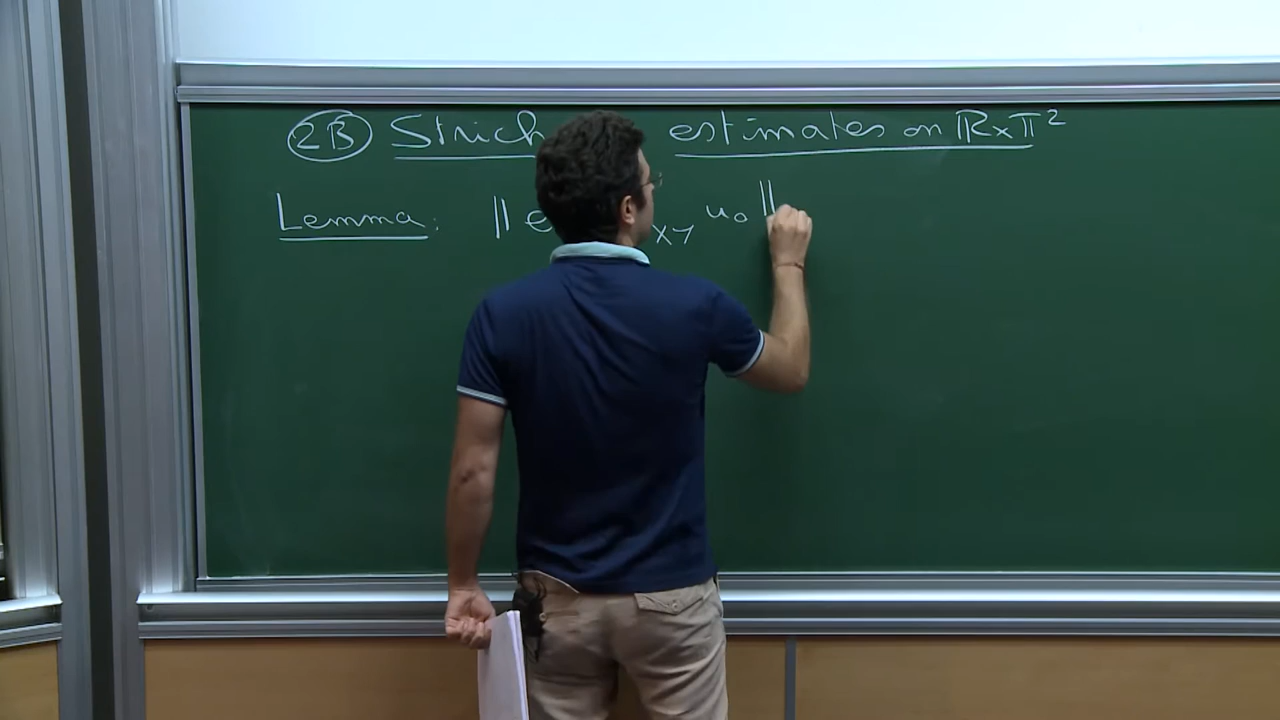 2B Strich estimates on ℝ×𝕋²
Lemma: || e xy u₀ ||